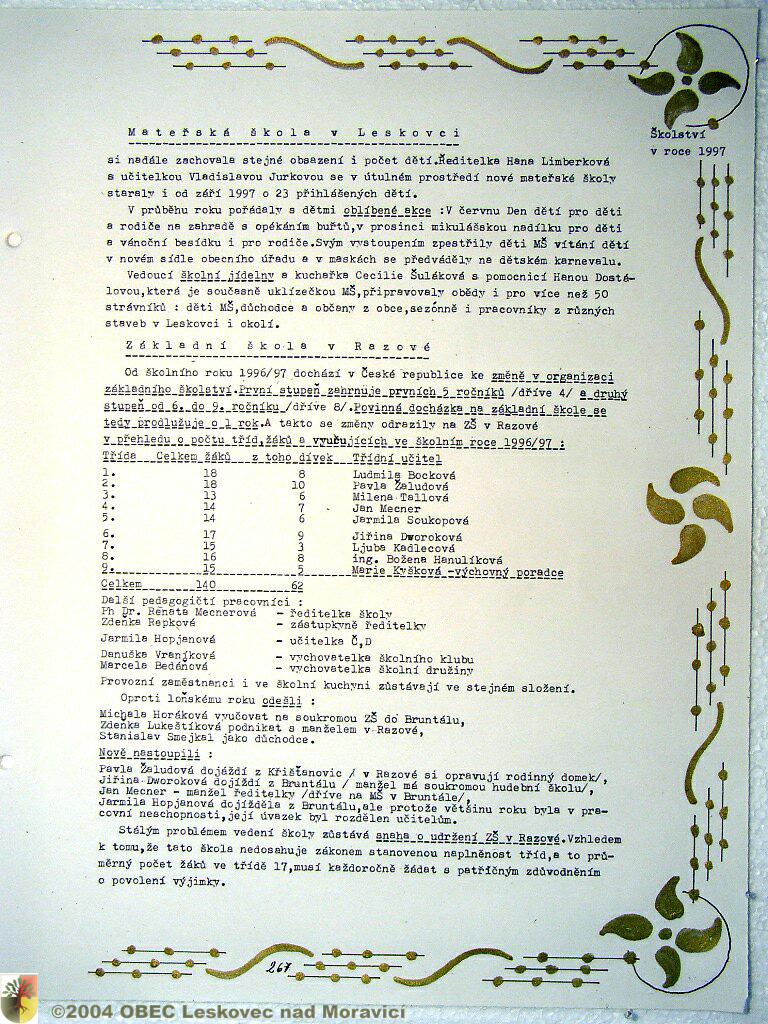 Mateřská škola v Leskovci
Školství
v roce 1997
si nadále zachovala stejné obsazení i počet dětí.Ředitelka Hana Limberková
s učitelkou Vladislavou Jurkovou se v útulném prostředí nové mateřské školy
staraly i od září 1997 o 23 přihlášených dětí.
V průběhu roku pořádaly s dětmi oblíbené akce :V červnu Den dětí pro děti
a rodiče na zahradě s opékáním buřtů,v prosinci mikulášskou nadílku pro děti
a vánoční besídku i pro rodiče.Svým vystoupením zpestřily děti MŠ vítání dětí
v novém sídle obecního úřadu a v maskách se předváděly na dětském karnevalu.
Vedoucí školní jídelny a kuchařka Cecilie Šuláková s pomocnicí Hanou Dostá-
lovou,která je současně uklízečkou MŠ,připravovaly obědy i pro více než 50
strávníků : děti MŠ,důchodce a občany z obce,sezónně i pracovníky z různých
staveb v Leskovci i okolí.
Základní škola v Razové
Od školního roku 1996/97 dochází v České republice ke změně v organizaci
základního školství.První stupeň zahrnuje prvních 5 ročníků /dříve 4/ a druhý
stupeň od 6. do 9. ročníku /dříve 8/.Povinná docházka na základní škole se
tedy prodlužuje o 1 rok.A takto se změny odrazily na ZŠ v Razové
v přehledu o počtu tříd,žáků a vyučujících ve školním roce 1996/97 :
Třída Celkem žáků z toho dívek Třídní učitel
1. 18 8 Ludmila Bocková
2. 18 10 Pavla Žaludová
3. 13 6 Milena Tallová
4. 14 7 Jan Mecner
5. 14 6 Jarmila Soukopová
6. 17 9 Jiřina Dworoková
7. 15 3 Ljuba Kadlecová
8. 16 8 ing. Božena Hanulíková
9. 15 5 Marie Kyšková -výchovný poradce
Celkem 140 62
Další pedagogičtí pracovníci :
Ph Dr. Renata Mecnerová - ředitelka školy
Zdenka Repková - zástupkyně ředitelky
Jarmila Hopjanová - učitelka Č,D
Danuška Vraníková - vychovatelka školního klubu
Marcela Bedáňová - vychovatelka školní družiny
Provozní zaměstnanci i ve školní kuchyni zůstávají ve stejném složení.
Oproti loňskému roku odešli :
Michala Horáková vyučovat na soukromou ZŠ do Bruntálu,
Zdeňka Lukeštíková podnikat s manželem v Razové,
Stanislav Smejkal jako důchodce.
Nově nastoupili :
Pavla Žaludová dojíždí z Křišťanovic / v Razové si opravují rodinný domek/,
Jiřina Dworoková dojíždí z Bruntálu / manžel má soukromou hudební školu/,
Jan Mecner - manžel ředitelky /dříve na MŠ v Bruntále/,
Jarmila Hopjanová dojížděla z Bruntálu,ale protože většinu roku byla v pra-
covní neschopnosti,její úvazek byl rozdělen učitelům.
Stálým problémem vedení školy zůstává snaha o udržení ZŠ v Razové.Vzhledem
k tomu,že tato škola nedosahuje zákonem stanovenou naplněnost tříd,a to prů-
měrný počet žáků ve třídě 17,musí každoročně žádat s patřičným zdůvodněním
o povolení výjimky.
267
©2004 OBEC Leskovec nad Moravicí